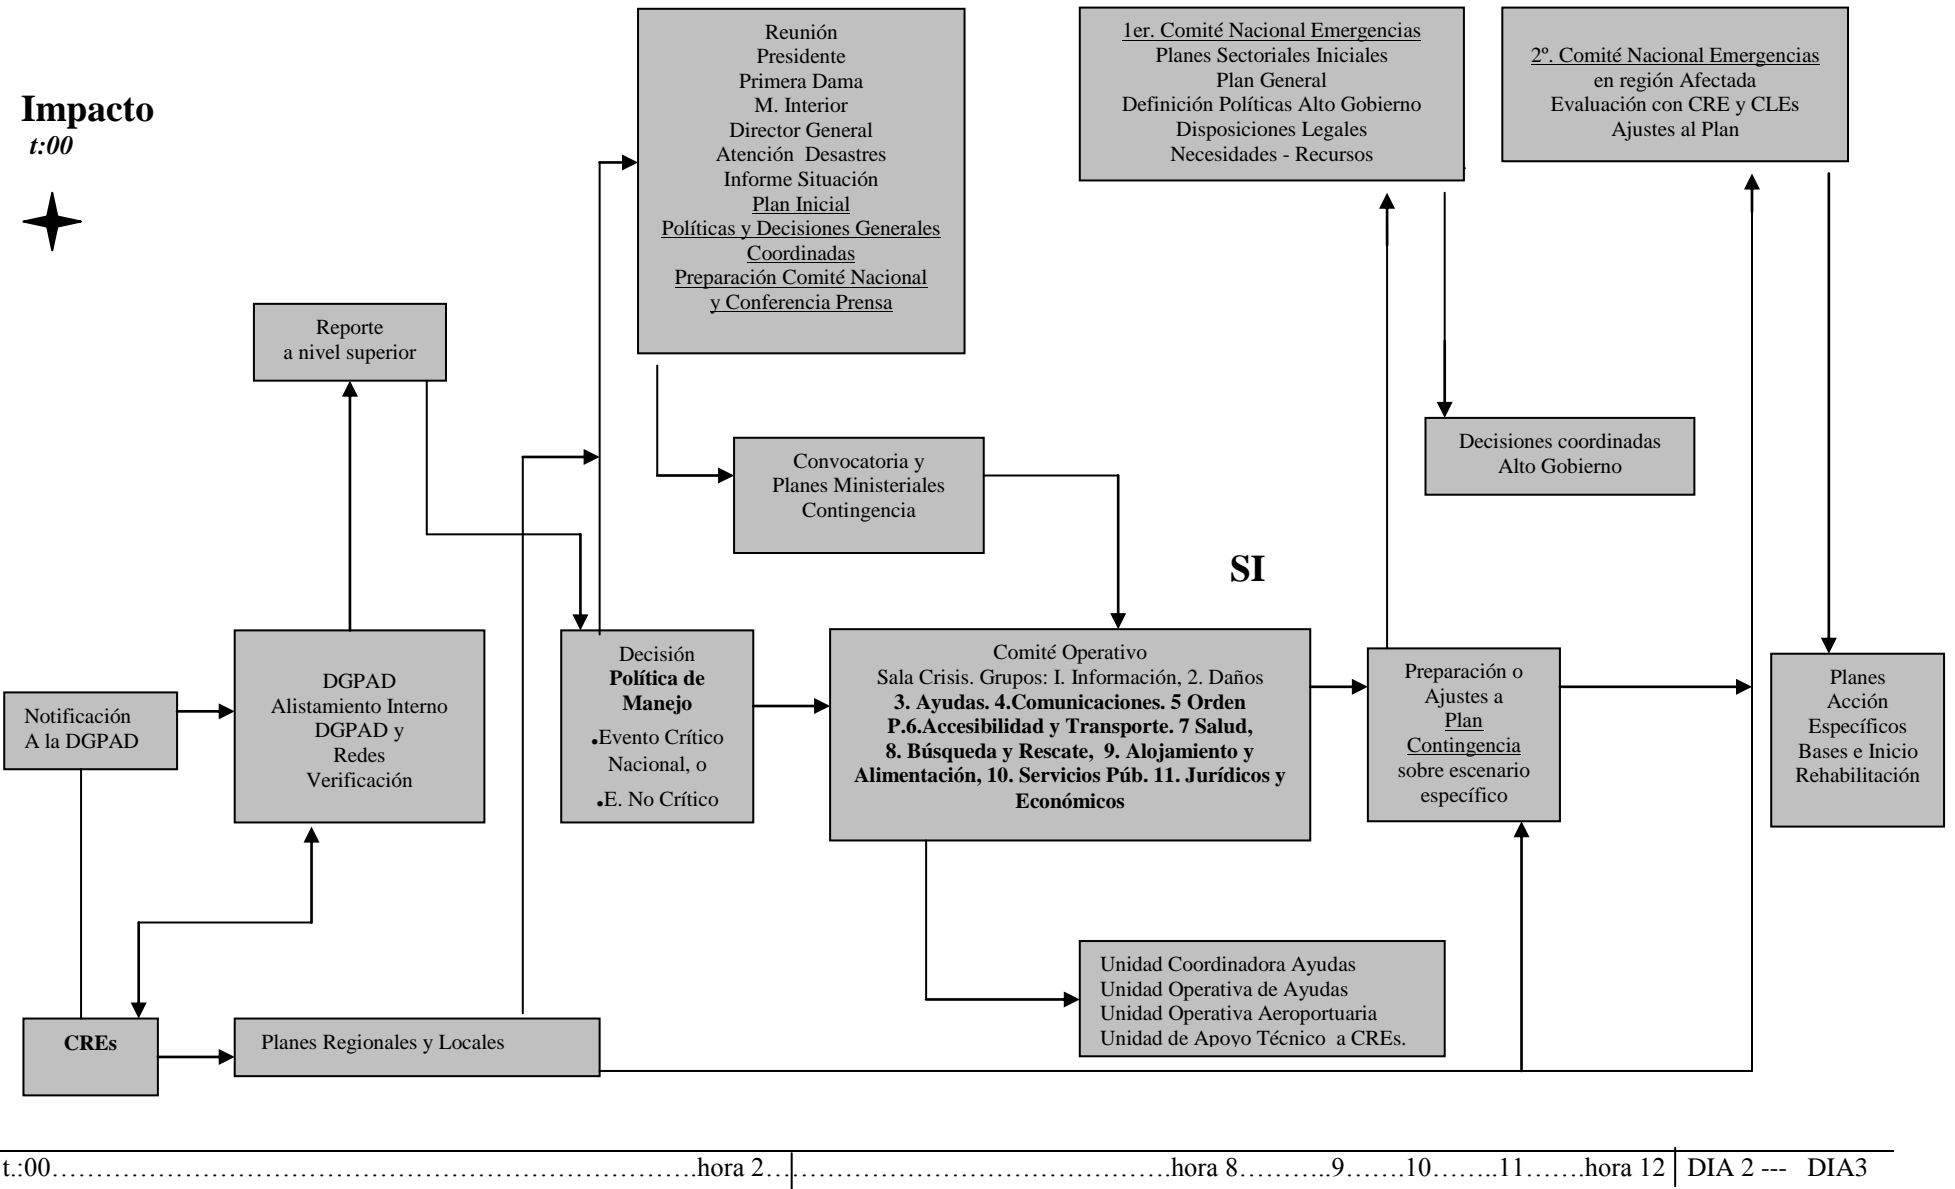 Impacto
t:00
Reunión
Presidente
Primera Dama
M. Interior
Director General
Atención Desastres
Informe Situación
Plan Inicial
Políticas y Decisiones Generales
Coordinadas
Preparación Comité Nacional
y Conferencia Prensa
1er. Comité Nacional Emergencias
Planes Sectoriales Iniciales
Plan General
Definición Políticas Alto Gobierno
Disposiciones Legales
Necesidades - Recursos
2º. Comité Nacional Emergencias
en región Afectada
Evaluación con CRE y CLEs
Ajustes al Plan
Reporte
a nivel superior
Convocatoria y
Planes Ministeriales
Contingencia
Decisiones coordinadas
Alto Gobierno
SI
Notificación
A la DGPAD
DGPAD
Alistamiento Interno
DGPAD y
Redes
Verificación
Decisión
Política de
Manejo
•Evento Crítico
Nacional, o
•E. No Crítico
Comité Operativo
Sala Crisis. Grupos: I. Información, 2. Daños
3. Ayudas. 4.Comunicaciones. 5 Orden
P.6.Accesibilidad y Transporte. 7 Salud,
8. Búsqueda y Rescate, 9. Alojamiento y
Alimentación, 10. Servicios Púb. 11. Jurídicos y
Económicos
Preparación o
Ajustes a
Plan
Contingencia
sobre escenario
específico
Planes
Acción
Específicos
Bases e Inicio
Rehabilitación
Unidad Coordinadora Ayudas
Unidad Operativa de Ayudas
Unidad Operativa Aeroportuaria
Unidad de Apoyo Técnico a CREs.
CREs
Planes Regionales y Locales
t.:00……………………………………………………………………hora 2………………………………………………hora 8………..9…….10……..11…….hora 12 DIA 2 --- DIA3